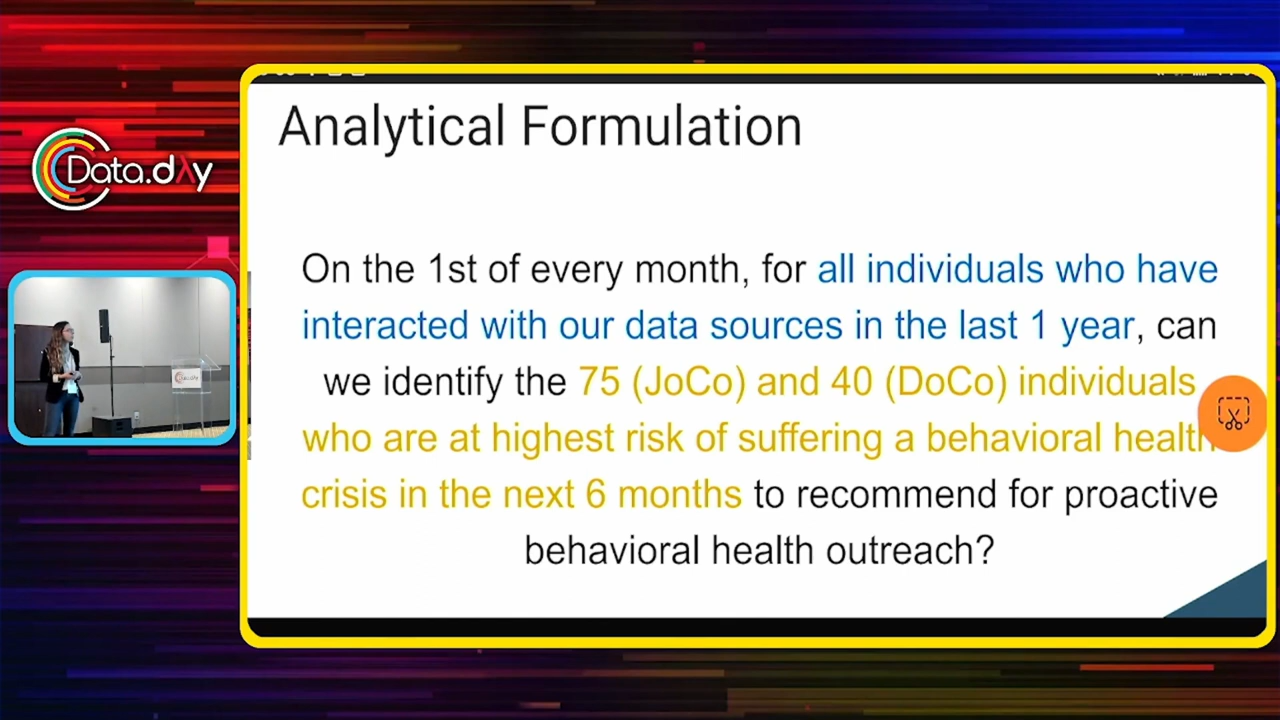 Analytical Formulation
Data.dλy
On the 1st of every month, for all individuals who have
interacted with our data sources in the last 1 year, can
we identify the 75 (JoCo) and 40 (DoCo) individuals
who are at highest risk of suffering a behavioral health
crisis in the next 6 months to recommend for proactive
behavioral health outreach?